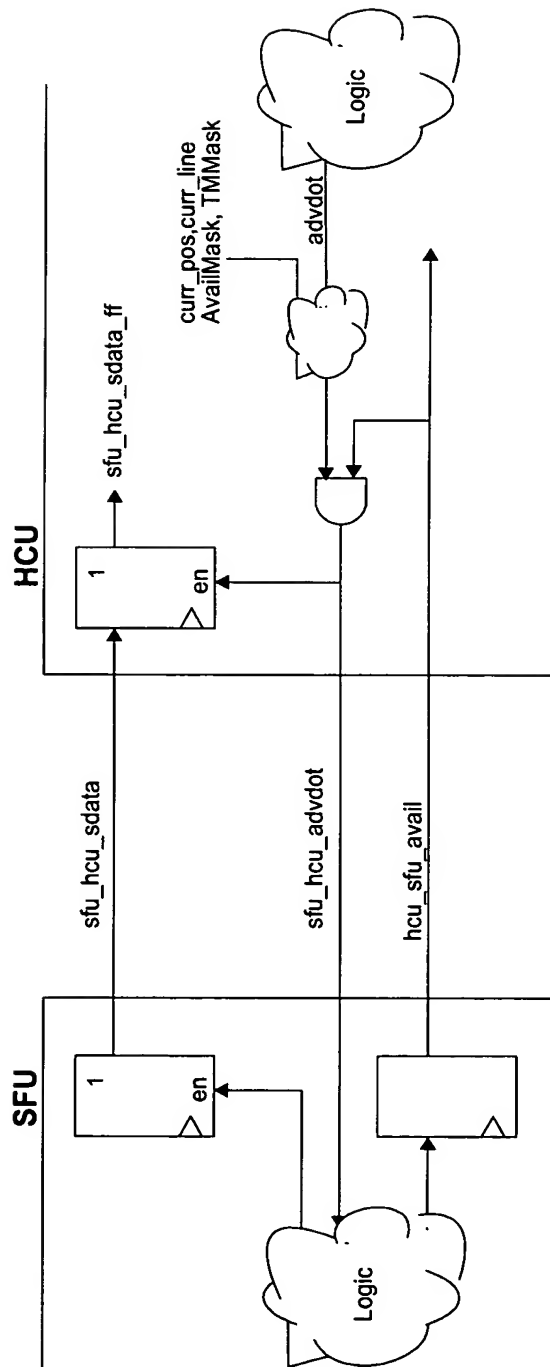 SFU
HCU
1
en
sfu_hcu_sdata
1
en
sfu_hcu_sdata_ff
curr_pos,curr_line
AvailMask, TMMask
Logic
sfu_hcu_advdot
advdot
Logic
hcu_sfu_avail